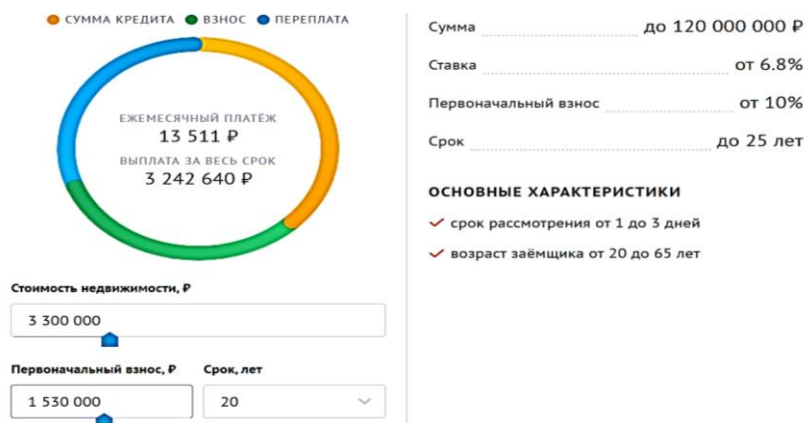 СУММА КРЕДИТА ВЗНОС ПЕРЕПЛАТА
ЕЖЕМЕСЯЧНЫЙ ПЛАТЁЖ
13 511 ₽
ВЫПЛАТА ЗА ВЕСЬ СРОК
3 242 640 ₽
Стоимость недвижимости, ₽
3 300 000
Первоначальный взнос, ₽ Срок, лет
1 530 000 20
Сумма до 120 000 000 ₽
Ставка от 6.8%
Первоначальный взнос от 10%
Срок до 25 лет
ОСНОВНЫЕ ХАРАКТЕРИСТИКИ
срок рассмотрения от 1 до 3 дней
возраст заёмщика от 20 до 65 лет